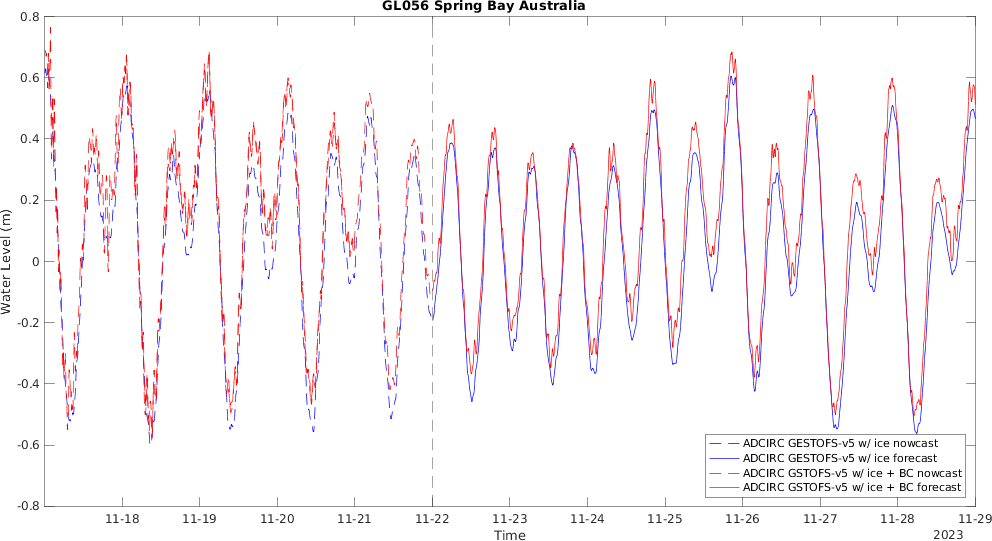 GL056 Spring Bay Australia
0.8
0.6
0.4
0.2
0
-0.2
-0.4
-0.6
-0.8
Water Level (m)
ADCIRC GESTOFS-v5 w/ ice nowcast
ADCIRC GESTOFS-v5 w/ ice forecast
ADCIRC GSTOFS-v5 w/ ice + BC nowcast
ADCIRC GSTOFS-v5 w/ ice + BC forecast
11-18 11-19 11-20 11-21 11-22 11-23 11-24 11-25 11-26 11-27 11-28 11-29
Time
2023